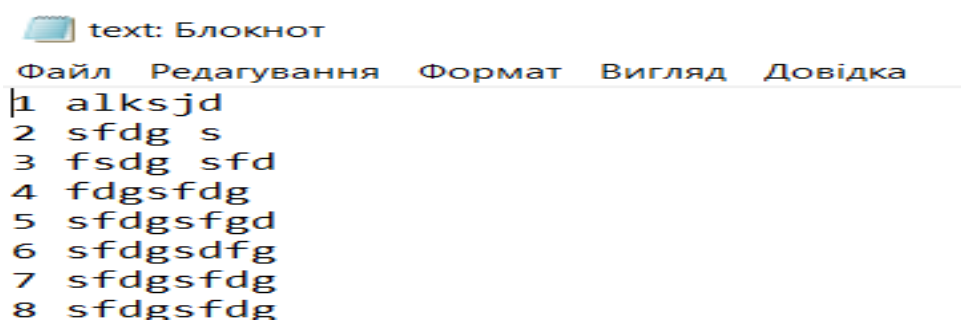 text: Блокнот
Файл Редагування Формат Вигляд Довідка
1 alksjd
2 sfdg s
3 fsdg sfd
4 fdgsfdg
5 sfdgsfgd
6 sfdgsdfg
7 sfdgsfdg
8 sfdgsfdg